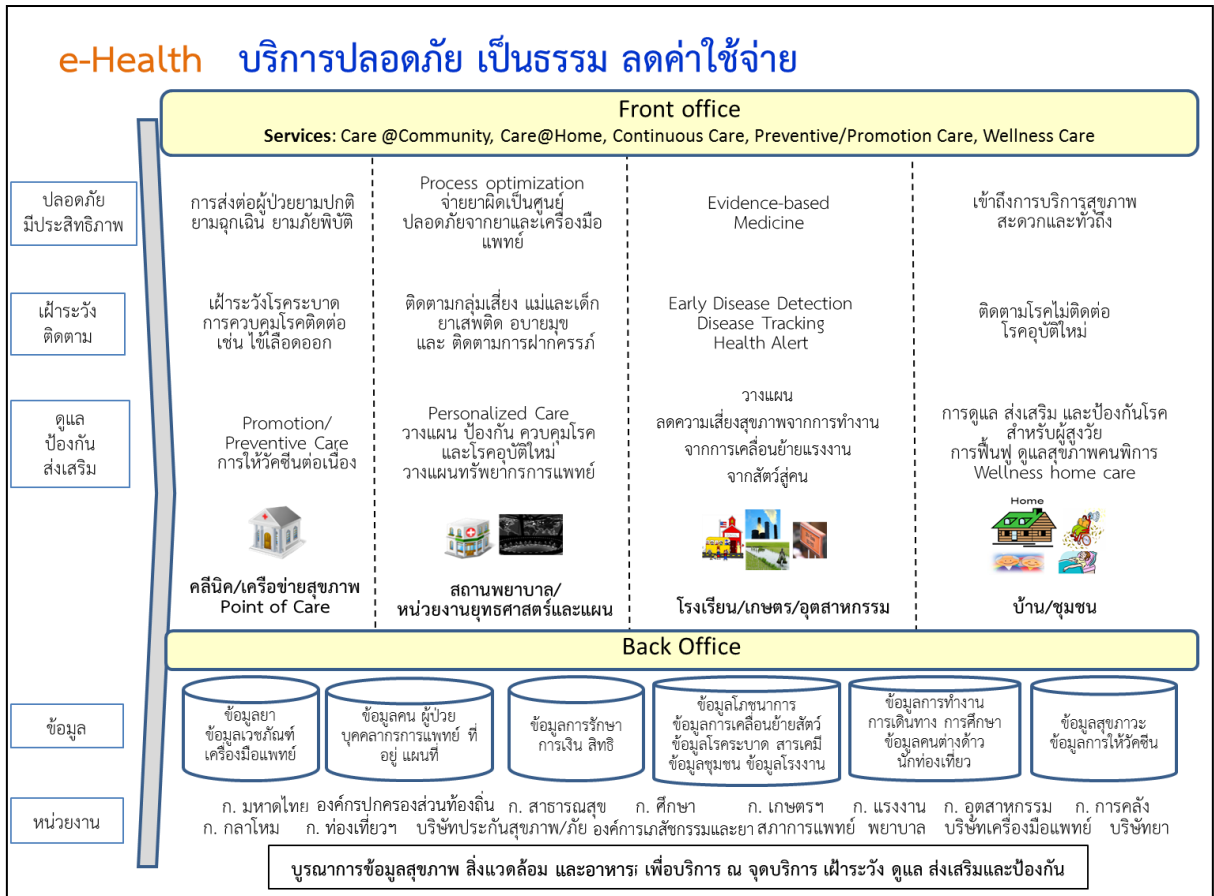 e-Health บริการปลอดภัย เป็นธรรม ลดค่าใช้จ่าย
Front office
Services: Care @Community, Care@Home, Continuous Care, Preventive/Promotion Care, Wellness Care
ปลอดภัย
มีประสิทธิภาพ
การส่งต่อผู้ป่วยยามปกติ
ยามฉุกเฉิน ยามภัยพิบัติ
Process optimization
จ่ายยาผิดเป็นศูนย์
ปลอดภัยจากยาและเครื่องมือ
แพทย์
Evidence-based
Medicine
เข้าถึงการบริการสุขภาพ
สะดวกและทั่วถึง
เฝ้าระวัง
ติดตาม
เฝ้าระวังโรคระบาด
การควบคุมโรคติดต่อ
เช่น ไข้เลือดออก
ติดตามกลุ่มเสี่ยง แม่และเด็ก
ยาเสพติด อบายมุข
และ ติดตามการฝากครรภ์
Early Disease Detection
Disease Tracking
Health Alert
ติดตามโรคไม่ติดต่อ
โรคอุบัติใหม่
ดูแล
ป้องกัน
ส่งเสริม
Promotion/
Preventive Care
การให้วัคซีนต่อเนื่อง
Personalized Care
วางแผน ป้องกัน ควบคุมโรค
และโรคอุบัติใหม่
วางแผนทรัพยากรการแพทย์
วางแผน
ลดความเสี่ยงสุขภาพจากการทำงาน
จากการเคลื่อนย้ายแรงงาน
จากสัตว์สู่คน
การดูแล ส่งเสริม และป้องกันโรค
สำหรับผู้สูงวัย
การฟื้นฟู ดูแลสุขภาพคนพิการ
Wellness home care
Home
คลีนิค/เครือข่ายสุขภาพ
Point of Care
สถานพยาบาล/
หน่วยงานยุทธศาสตร์และแผน
โรงเรียน/เกษตร/อุตสาหกรรม
บ้าน/ชุมชน
Back Office
ข้อมูล
ข้อมูลยา
ข้อมูลเวชภัณฑ์
เครื่องมือแพทย์
ข้อมูลคน ผู้ป่วย
บุคคลากรการแพทย์ ที่
อยู่ แผนที่
ข้อมูลการรักษา
การเงิน สิทธิ
ข้อมูลโภชนาการ
ข้อมูลการเคลื่อนย้ายสัตว์
ข้อมูลโรคระบาด สารเคมี
ข้อมูลชุมชน ข้อมูลโรงงาน
ข้อมูลการทำงาน
การเดินทาง การศึกษา
ข้อมูลคนต่างด้าว
นักท่องเที่ยว
ข้อมูลสุขภาวะ
ข้อมูลการให้วัคซีน
หน่วยงาน
ก. มหาดไทย องค์กรปกครองส่วนท้องถิ่น ก. สาธารณสุข ก. ศึกษา ก. เกษตรฯ ก. แรงงาน ก. อุตสาหกรรม ก. การคลัง
ก. กลาโหม ก. ท่องเที่ยวฯ บริษัทประกันสุขภาพ/ภัย องค์การเภสัชกรรมและยา สภาการแพทย์ พยาบาล บริษัทเครื่องมือแพทย์ บริษัทยา
บูรณาการข้อมูลสุขภาพ สิ่งแวดล้อม และอาหาร เพื่อบริการ ณ จุดบริการ เฝ้าระวัง ดูแล ส่งเสริมและป้องกัน